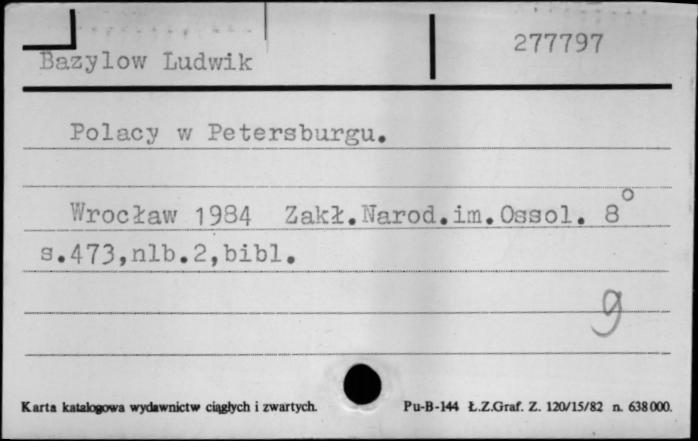 Bazylow Ludwik 277797
Polacy w Petersburgu.
Wrocław 1984 Zakł.Narod.im.Ossol. 8°
s.473,nlb.2,bibl.
g
Karta katalogowa wydawnictw ciągłych i zwartych. Pu-B-144 Ł.Z.Graf. Z. 120/15/82 n. 638000.